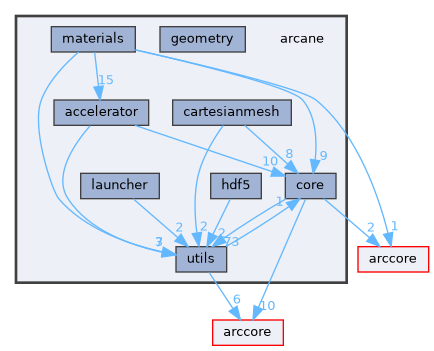 materials
geometry
arcane
15
accelerator
cartesianmesh
10
8
9
launcher
hdf5
core
1
2
2
2
73
2
1
3
utils
arccore
6
10
arccore